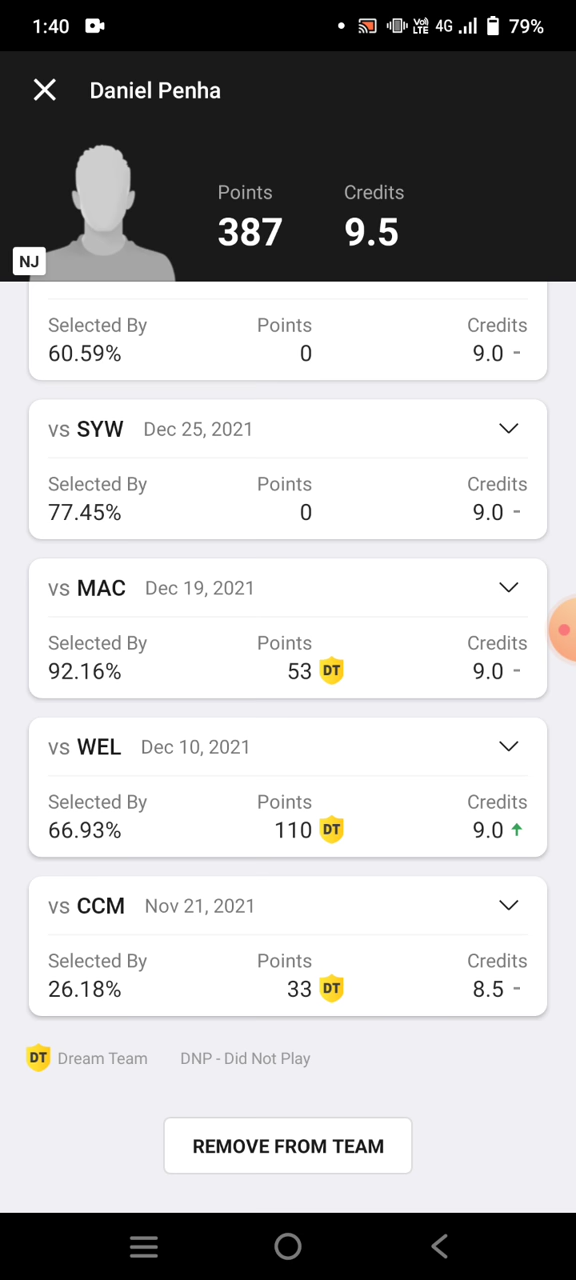 1:40 Vo) LTE 4G 79%
Daniel Penha
Points Credits
387 9.5
NJ
Selected By Points Credits
60.59% 0 9.0 -
vs SYW Dec 25, 2021
Selected By Points Credits
77.45% 0 9.0 -
vs MAC Dec 19, 2021
Selected By Points Credits
92.16% 53 DT 9.0 -
vs WEL Dec 10, 2021
Selected By Points Credits
66.93% 110 DT 9.0
vs CCM Nov 21, 2021
Selected By Points Credits
26.18% 33 DT 8.5 -
DT Dream Team DNP - Did Not Play
REMOVE FROM TEAM